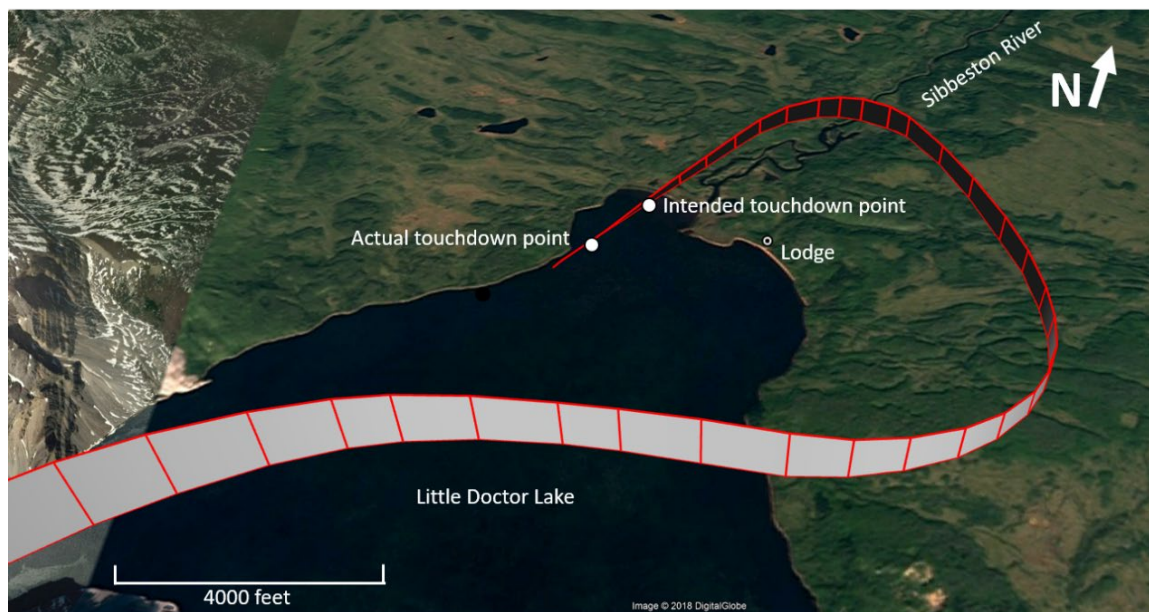 Sibbeston River
N
Intended touchdown point
Actual touchdown point
Lodge
Little Doctor Lake
4000 feet
Image © 2018 DigitalGlobe